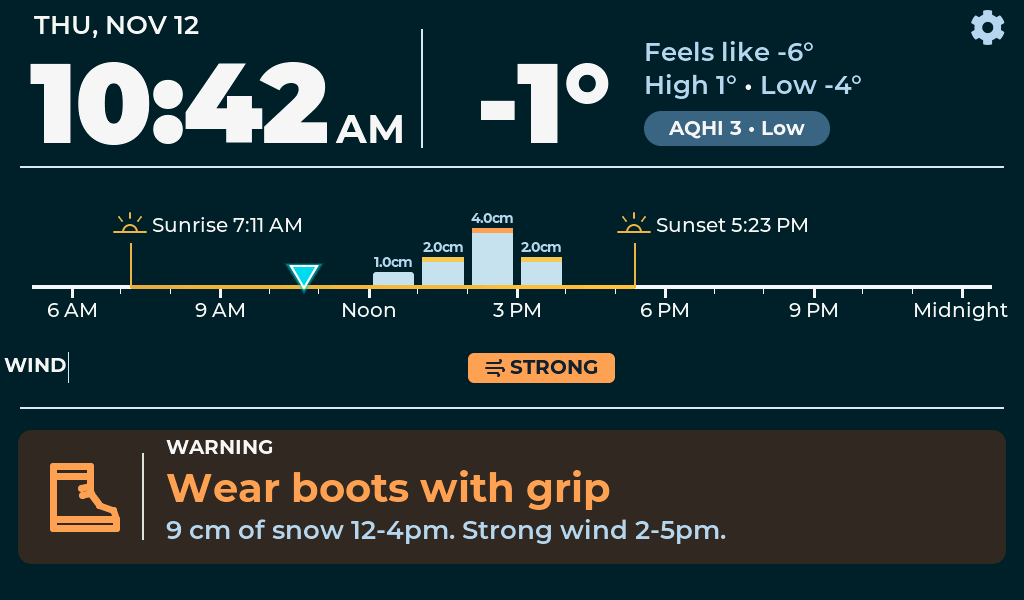 THU, NOV 12
10:42 AM
-1°
Feels like -6°
High 1° • Low -4°
AQHI 3 • Low
Sunrise 7:11 AM
1.0cm
2.0cm
4.0cm
2.0cm
Sunset 5:23 PM
6 AM
9 AM
Noon
3 PM
6 PM
9 PM
Midnight
WIND
STRONG
WARNING
Wear boots with grip
9 cm of snow 12-4pm. Strong wind 2-5pm.